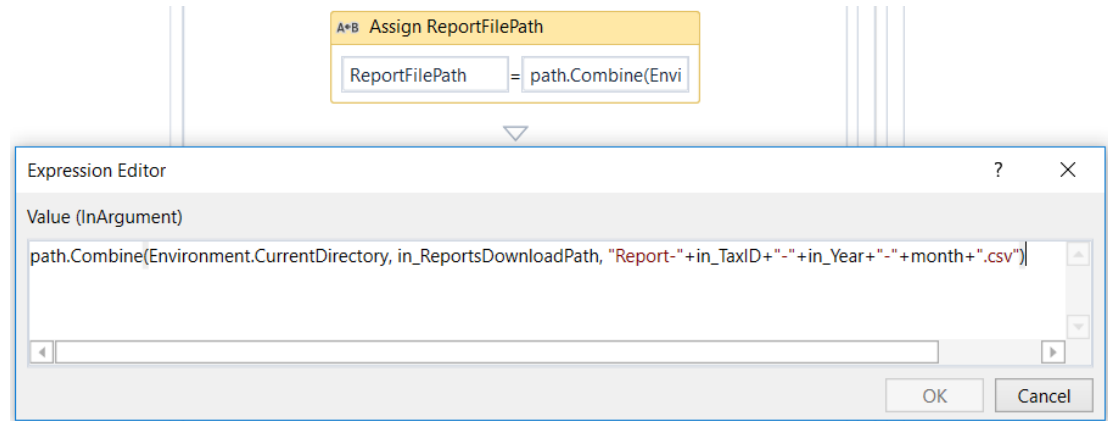 A•B Assign ReportFilePath
ReportFilePath = path.Combine(Envi
Expression Editor ? ×
Value (InArgument)
path.Combine(Environment.CurrentDirectory, in_ReportsDownloadPath, "Report-"+in_TaxID+"-"+in_Year+"-"+month+".csv")
OK Cancel